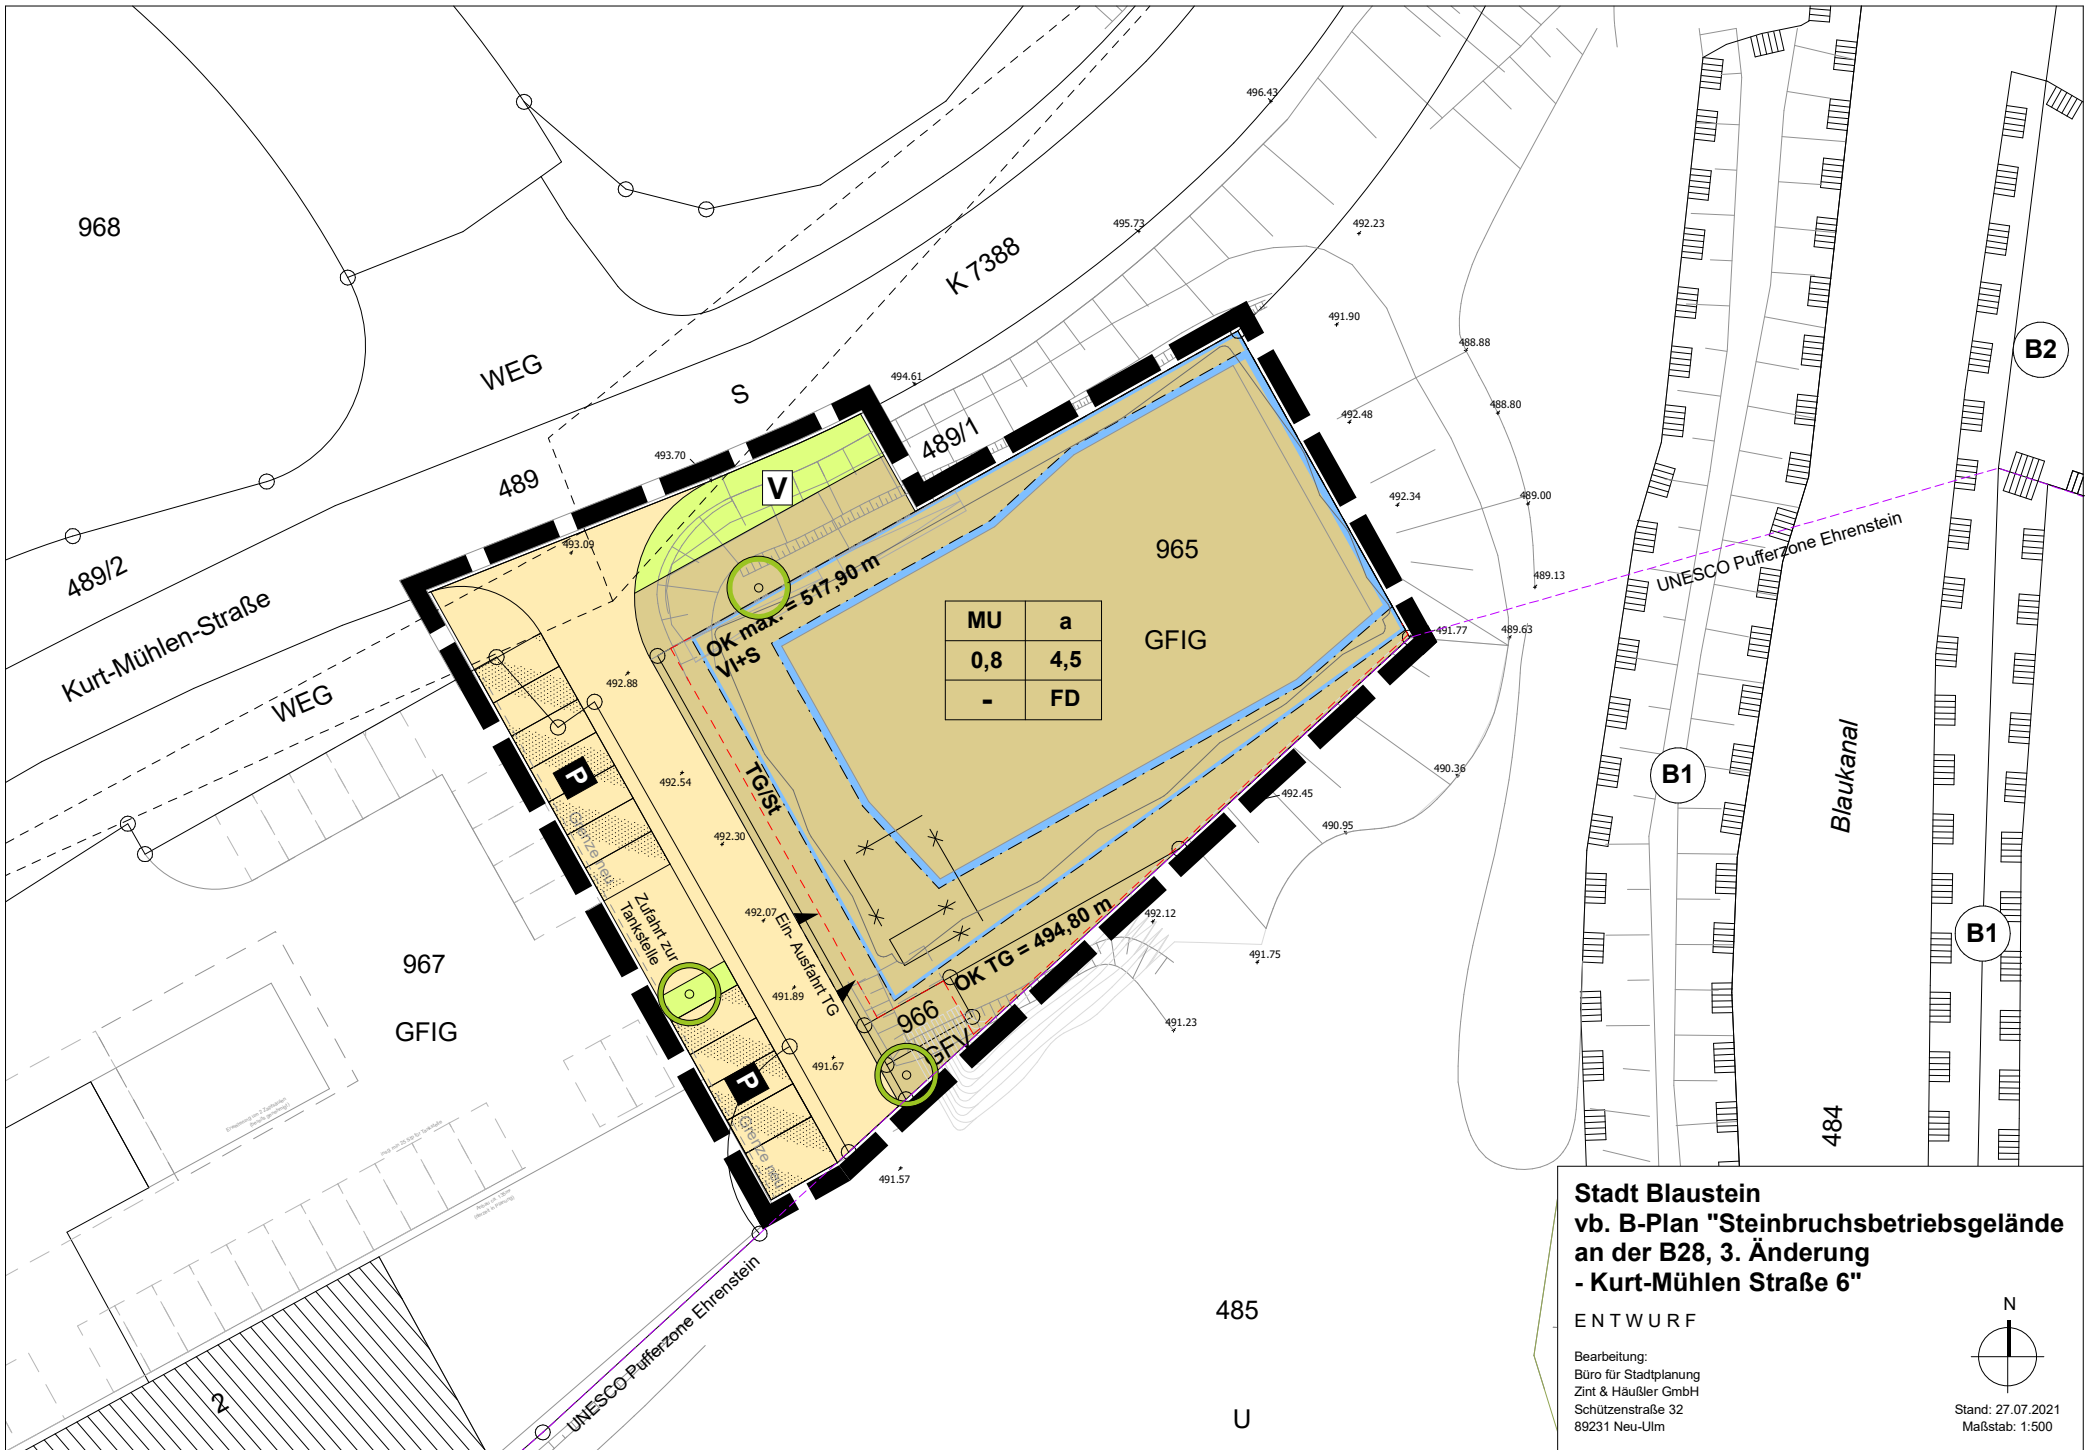 496.43
968
495.73
492.23
K 7388
491.90
488.88
B2
WEG
494.61
S
488.80
492.48
489/1
493.70
489
V
492.34
489.00
UNESCO Pufferzone Ehrenstein
493.09
965
489/2
OK max. = 517,90 m
VI+S
489.13
Kurt-Mühlen-Straße
MU a
0,8 4,5
- FD
GFIG
491.77
489.63
WEG
492.88
P
492.54
TG/St
490.36
B1
Blaukanal
492.45
490.95
492.30
Grenze neu
Zufahrt zur
Tankstelle
492.07
Ein- Ausfahrt TG
OK TG = 494,80 m
492.12
B1
967
491.75
491.89
966
GFIG
491.23
GFV
491.67
P
Grenze neu
484
491.57
485
U
2
UNESCO Pufferzone Ehrenstein
Stadt Blaustein
vb. B-Plan "Steinbruchsbetriebsgelände
an der B28, 3. Änderung
- Kurt-Mühlen Straße 6"
ENTWURF
N
Bearbeitung:
Büro für Stadtplanung
Zint & Häußler GmbH
Schützenstraße 32
89231 Neu-Ulm
Stand: 27.07.2021
Maßstab: 1:500